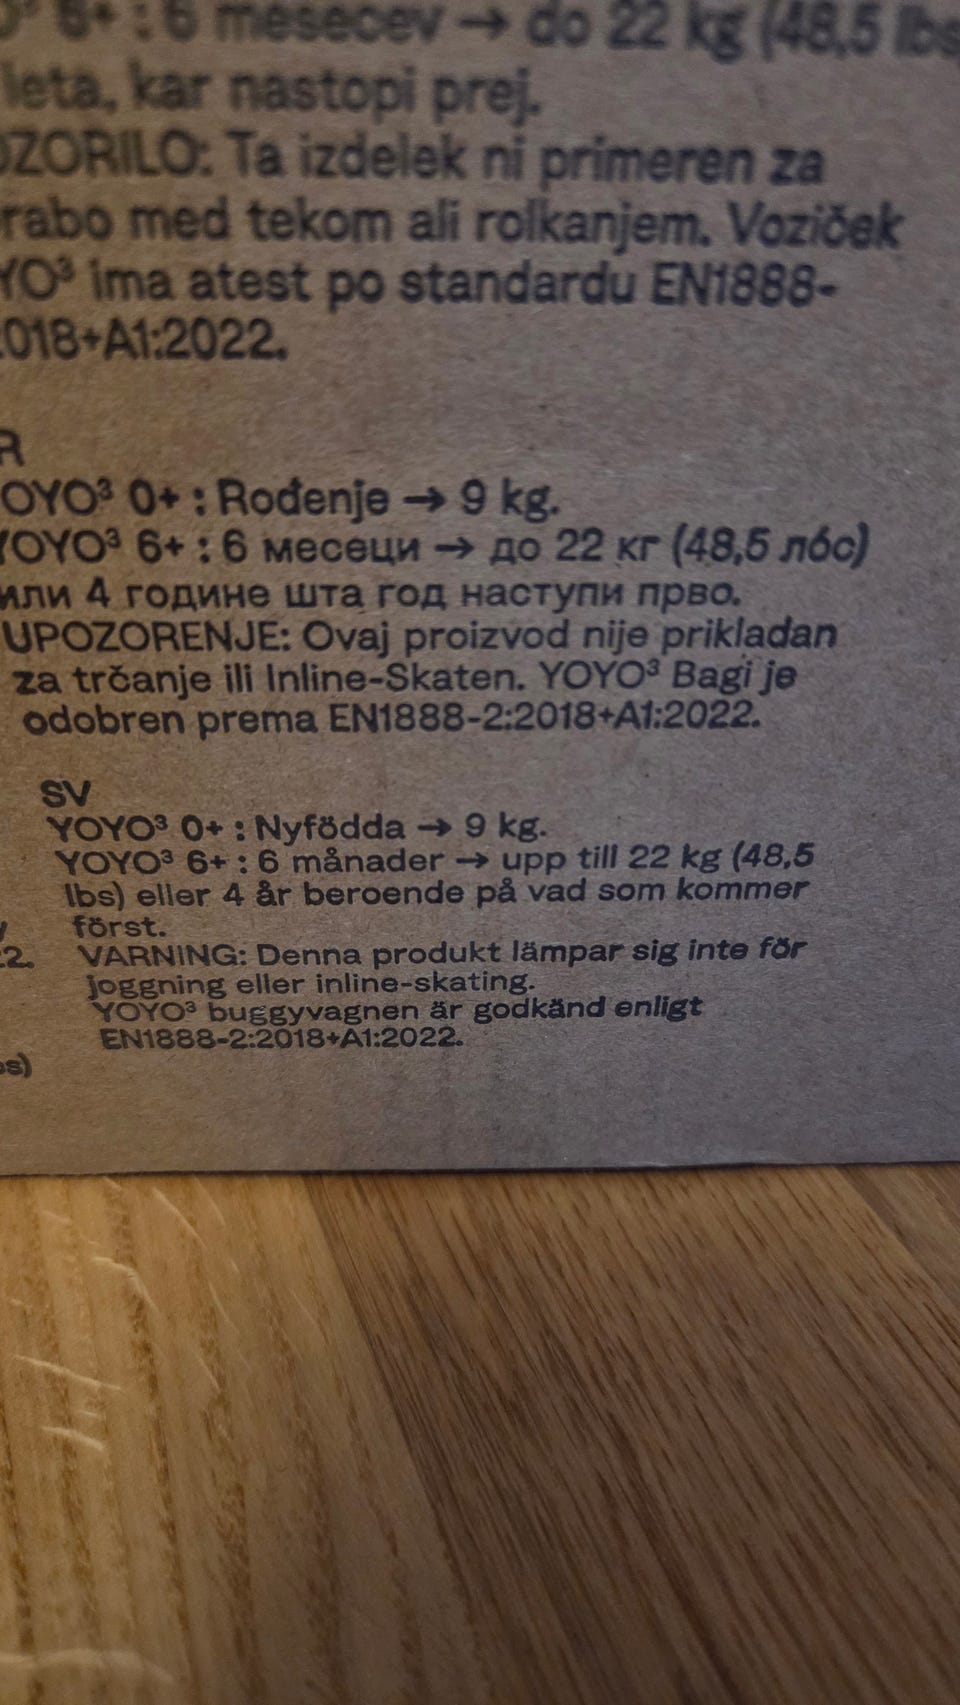 6+ : 6 mesecev → do 22 kg (48,5 lbs
leta, kar nastopi prej.
OZORILO: Ta izdelek ni primeren za
rabo med tekom ali rolkanjem. Voziček
YO³ ima atest po standardu EN1888-
018+A1:2022.
R
OYO³ 0+ : Rođenje → 9 kg.
YOYO³ 6+ : 6 месеци → до 22 кг (48,5 лбс)
или 4 године шта год наступи прво.
UPOZORENJE: Ovaj proizvod nije prikladan
za trčanje ili Inline-Skaten. YOYO³ Bagi je
odobren prema EN1888-2:2018+A1:2022.
SV
YOYO³ 0+ : Nyfödda → 9 kg.
YOYO³ 6+ : 6 månader → upp till 22 kg (48,5
lbs) eller 4 år beroende på vad som kommer
först.
2. VARNING: Denna produkt lämpar sig inte för
joggning eller inline-skating.
YOYO³ buggyvagnen är godkänd enligt
EN1888-2:2018+A1:2022.
os)